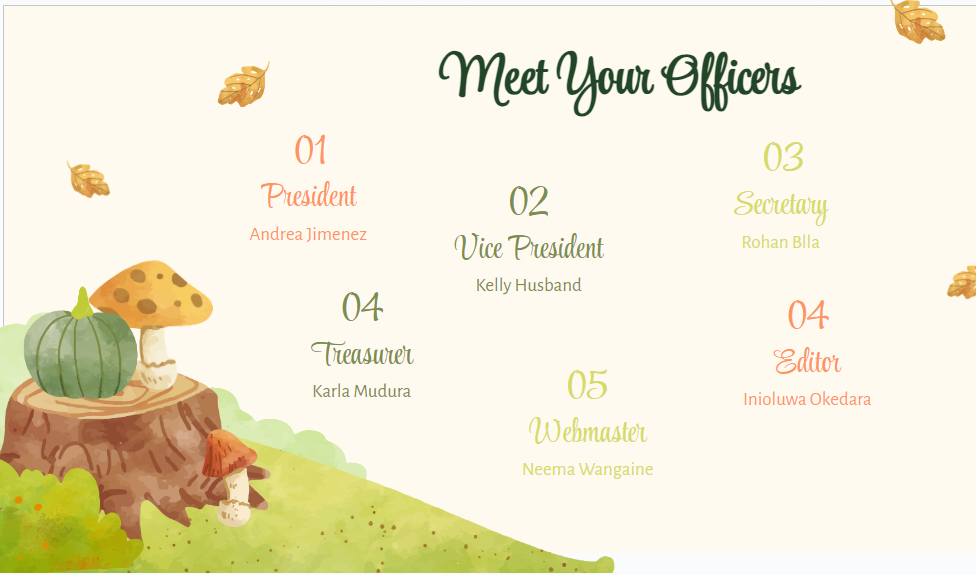 Meet Your Officers
01
President
Andrea Jimenez
02
Vice President
Kelly Husband
03
Secretary
Rohan Blla
04
Treasurer
Karla Mudura
04
Editor
Inioluwa Okedara
05
Webmaster
Neema Wangaine